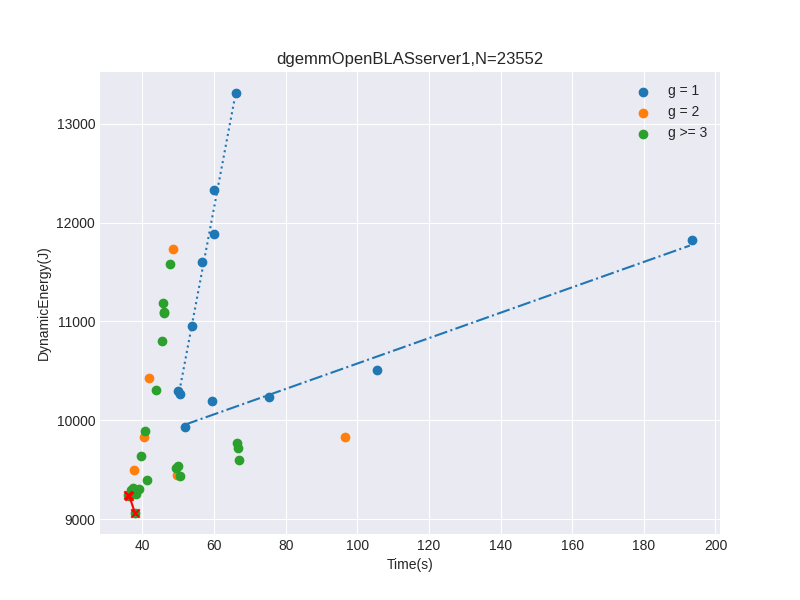 dgemmOpenBLASserver1,N=23552
g = 1
g = 2
g >= 3
DynamicEnergy(J)
13000
12000
11000
10000
9000
40 60 80 100 120 140 160 180 200
Time(s)